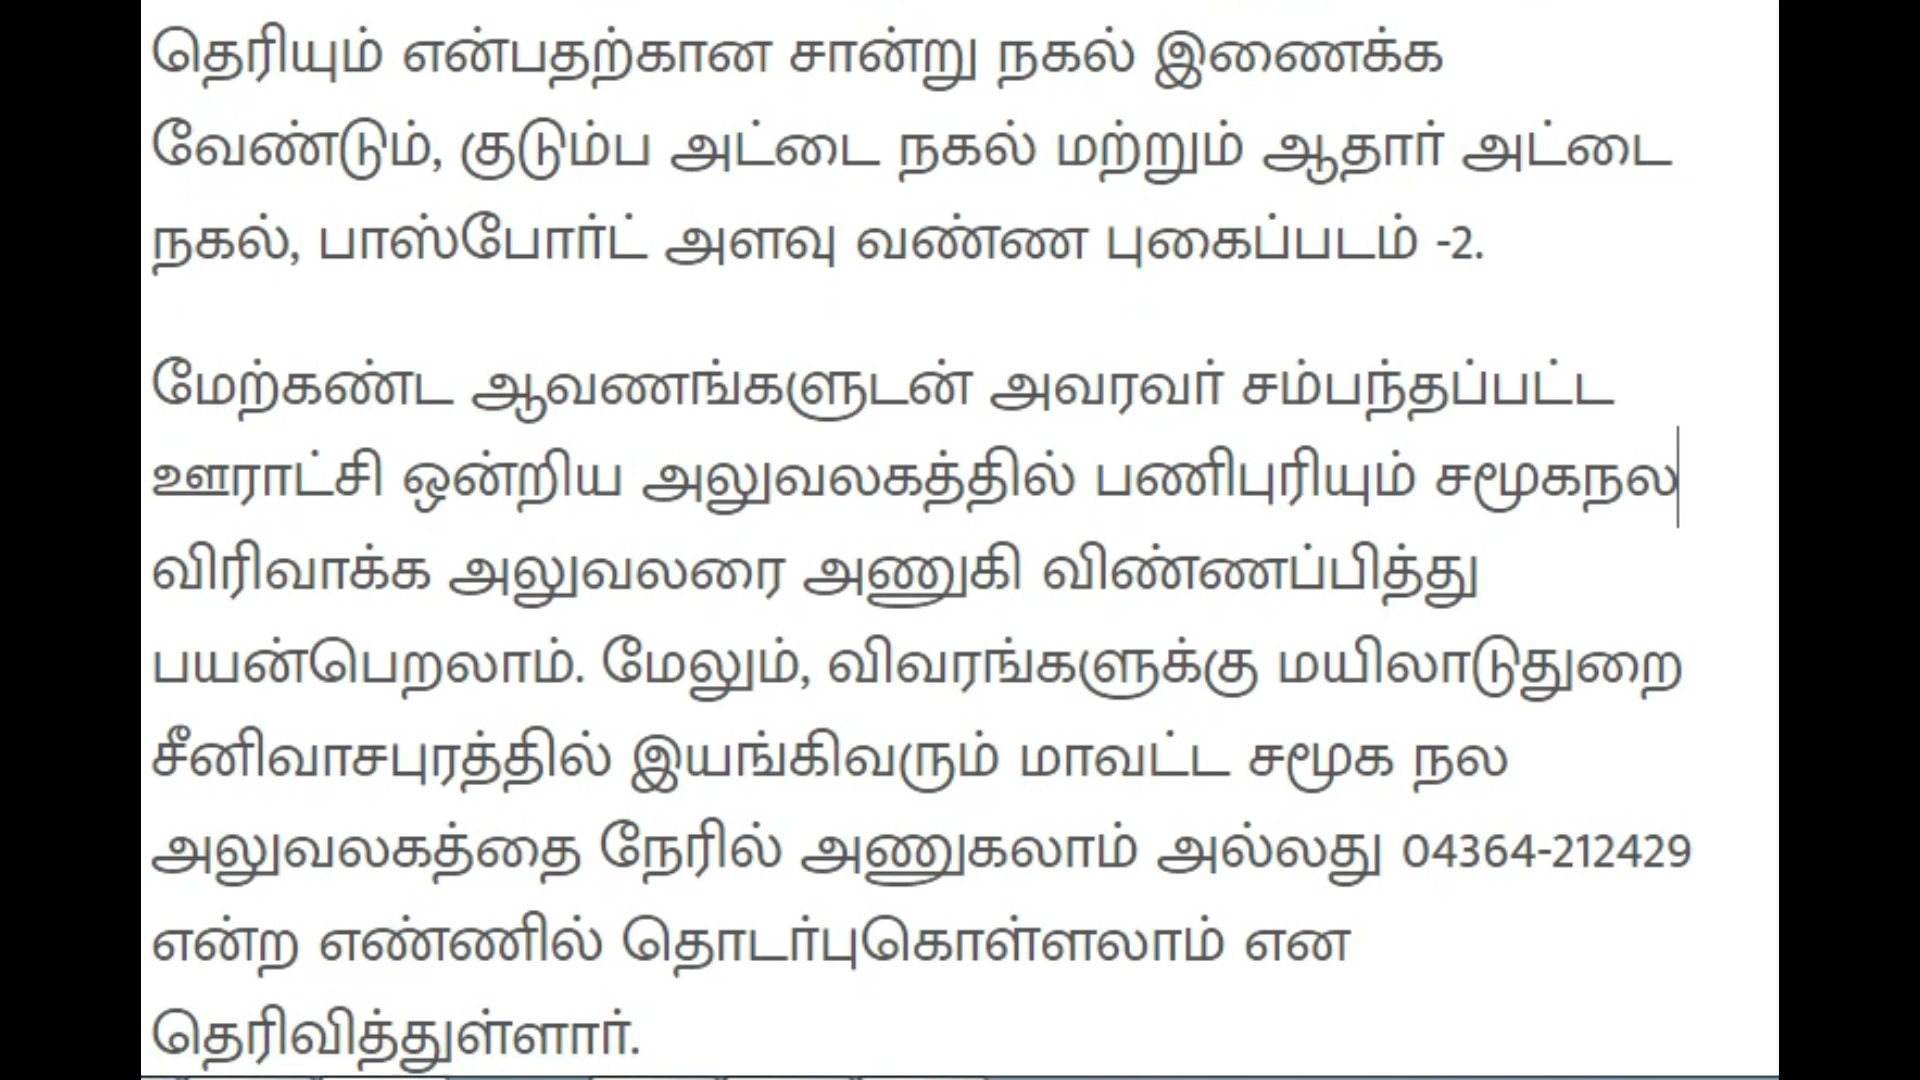 தெரியும் என்பதற்கான சான்று நகல் இணைக்க
வேண்டும், குடும்ப அட்டை நகல் மற்றும் ஆதார் அட்டை
நகல், பாஸ்போர்ட் அளவு வண்ண புகைப்படம் -2.
மேற்கண்ட ஆவணங்களுடன் அவரவர் சம்பந்தப்பட்ட
ஊராட்சி ஒன்றிய அலுவலகத்தில் பணிபுரியும் சமூகநல
விரிவாக்க அலுவலரை அணுகி விண்ணப்பித்து
பயன்பெறலாம். மேலும், விவரங்களுக்கு மயிலாடுதுறை
சீனிவாசபுரத்தில் இயங்கிவரும் மாவட்ட சமூக நல
அலுவலகத்தை நேரில் அணுகலாம் அல்லது 04364-212429
என்ற எண்ணில் தொடர்புகொள்ளலாம் என
தெரிவித்துள்ளார்.